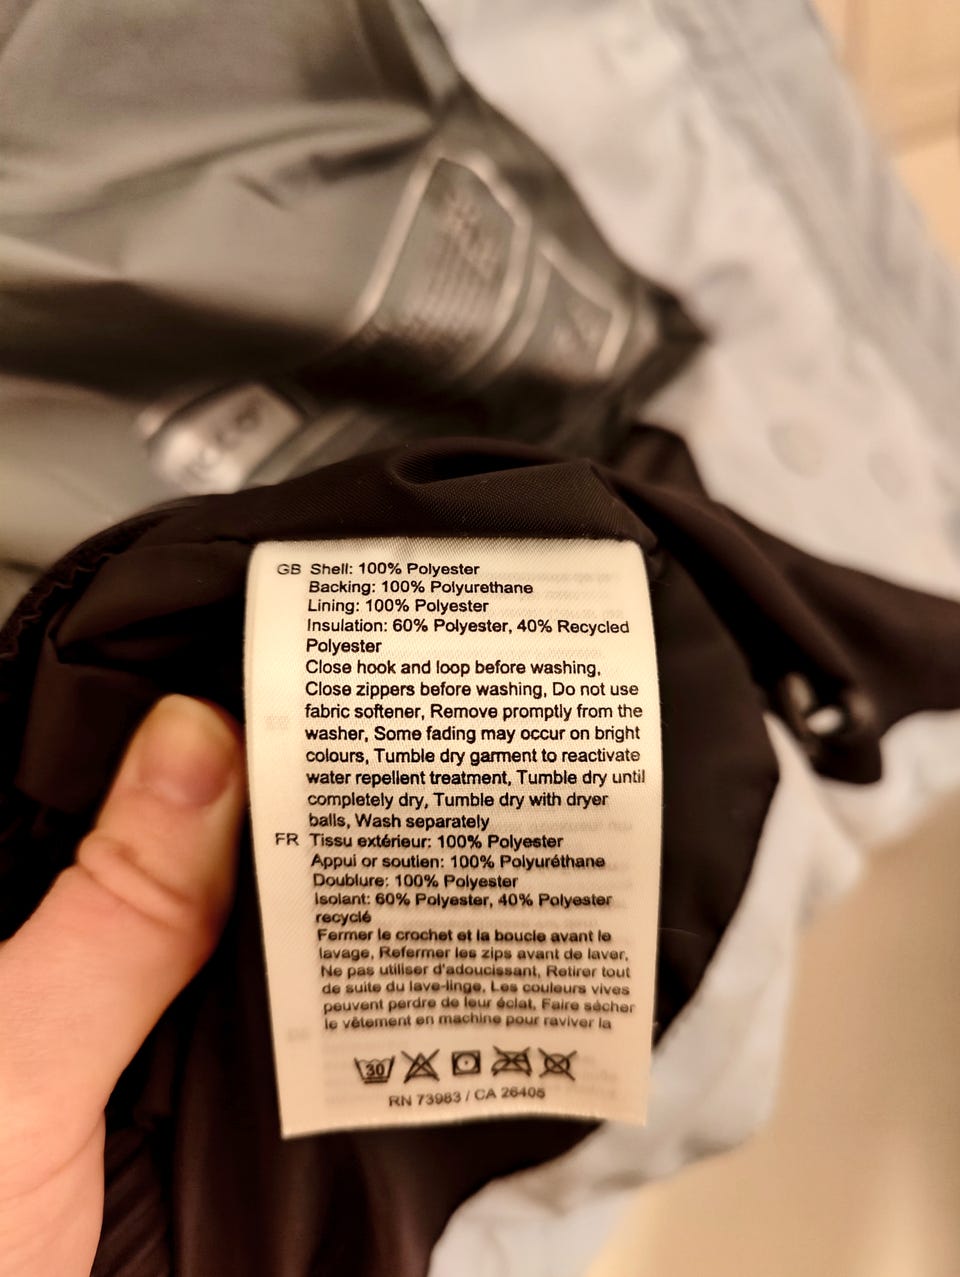 GB Shell: 100% Polyester
Backing: 100% Polyurethane
Lining: 100% Polyester
Insulation: 60% Polyester, 40% Recycled
Polyester
Close hook and loop before washing,
Close zippers before washing, Do not use
fabric softener, Remove promptly from the
washer, Some fading may occur on bright
colours, Tumble dry garment to reactivate
water repellent treatment, Tumble dry until
completely dry, Tumble dry with dryer
balls, Wash separately
FR Tissu extérieur: 100% Polyester
Appui or soutien: 100% Polyuréthane
Doublure: 100% Polyester
Isolant: 60% Polyester, 40% Polyester
recyclé
Fermer le crochet et la boucle avant le
lavage, Refermer les zips avant de laver,
Ne pas utiliser d'adoucissant, Retirer tout
de suite du lave-linge, Les couleurs vives
peuvent perdre de leur éclat, Faire sécher
le vêtement en machine pour raviver la
30
RN 73983 / CA 26405